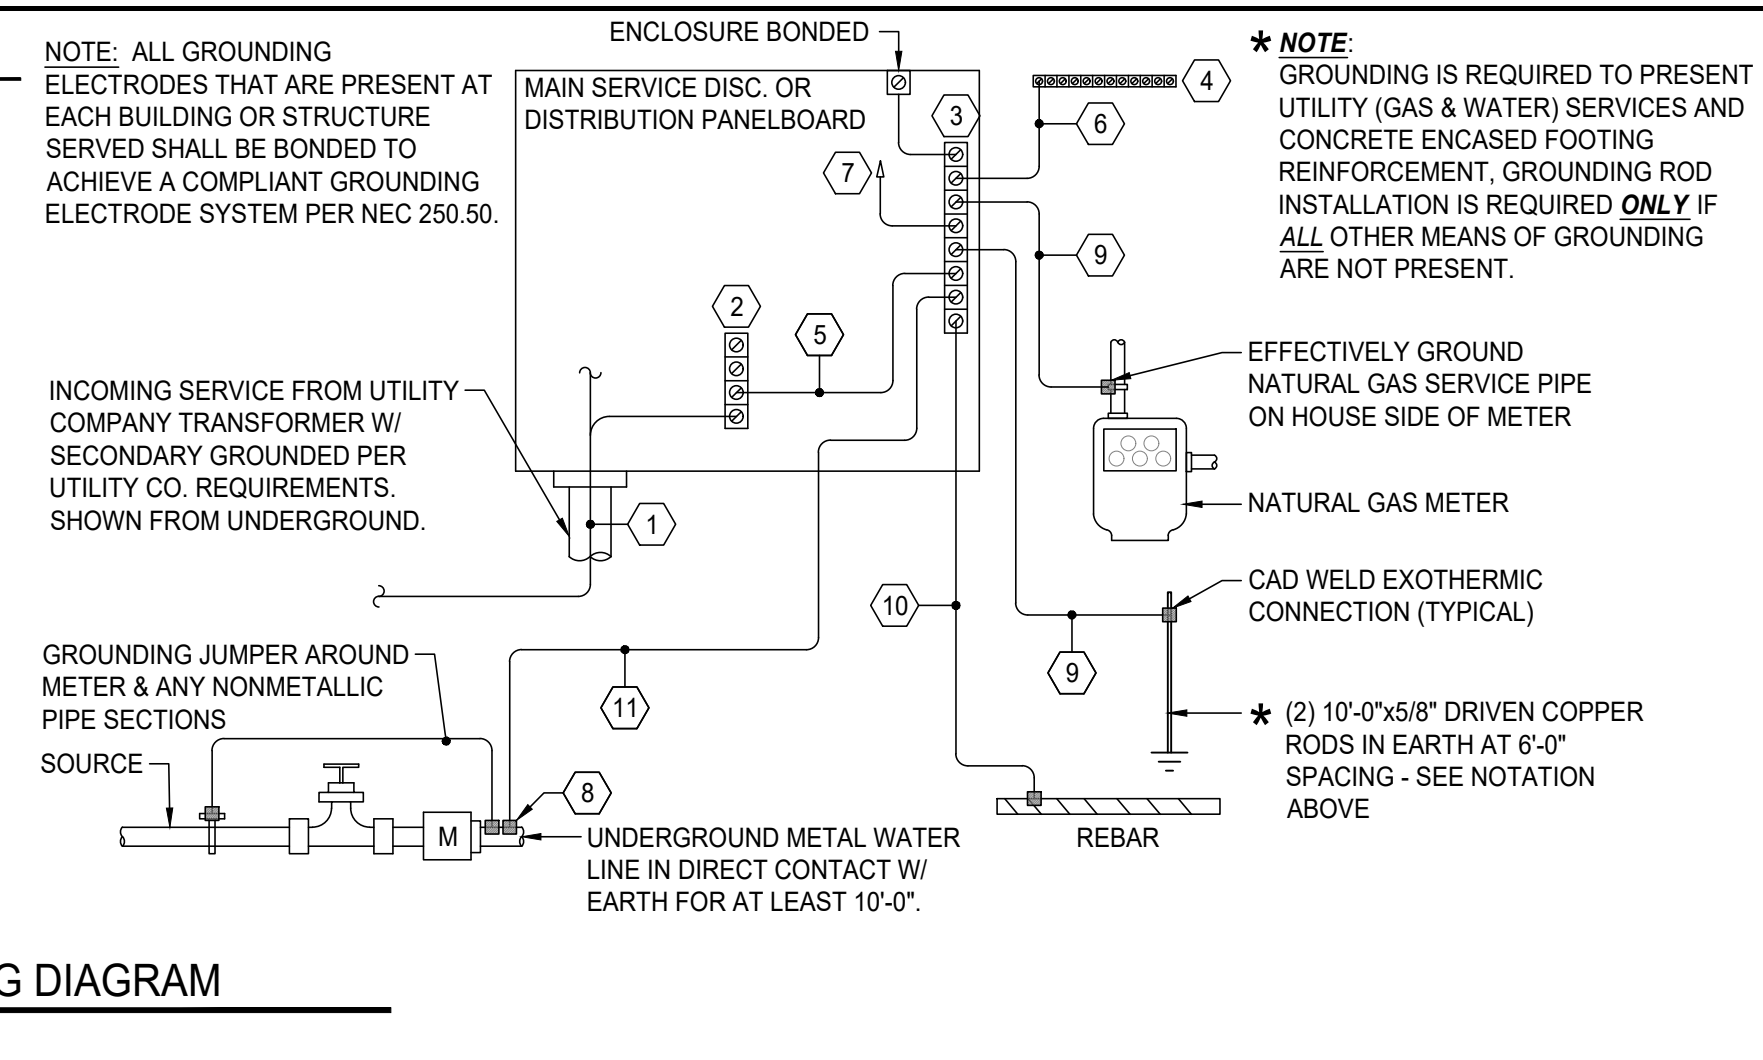 NOTE: ALL GROUNDING
ELECTRODES THAT ARE PRESENT AT
EACH BUILDING OR STRUCTURE
SERVED SHALL BE BONDED TO
ACHIEVE A COMPLIANT GROUNDING
ELECTRODE SYSTEM PER NEC 250.50.
ENCLOSURE BONDED
MAIN SERVICE DISC. OR
DISTRIBUTION PANELBOARD
3
4
6
7
9
2
5
* NOTE:
GROUNDING IS REQUIRED TO PRESENT
UTILITY (GAS & WATER) SERVICES AND
CONCRETE ENCASED FOOTING
REINFORCEMENT, GROUNDING ROD
INSTALLATION IS REQUIRED ONLY IF
ALL OTHER MEANS OF GROUNDING
ARE NOT PRESENT.
INCOMING SERVICE FROM UTILITY
COMPANY TRANSFORMER W/
SECONDARY GROUNDED PER
UTILITY CO. REQUIREMENTS.
SHOWN FROM UNDERGROUND.
1
EFFECTIVELY GROUND
NATURAL GAS SERVICE PIPE
ON HOUSE SIDE OF METER
NATURAL GAS METER
CAD WELD EXOTHERMIC
CONNECTION (TYPICAL)
10
9
11
GROUNDING JUMPER AROUND
METER & ANY NONMETALLIC
PIPE SECTIONS
SOURCE
8
M
UNDERGROUND METAL WATER
LINE IN DIRECT CONTACT W/
EARTH FOR AT LEAST 10'-0".
REBAR
* (2) 10'-0"x5/8" DRIVEN COPPER
RODS IN EARTH AT 6'-0"
SPACING - SEE NOTATION
ABOVE
G DIAGRAM